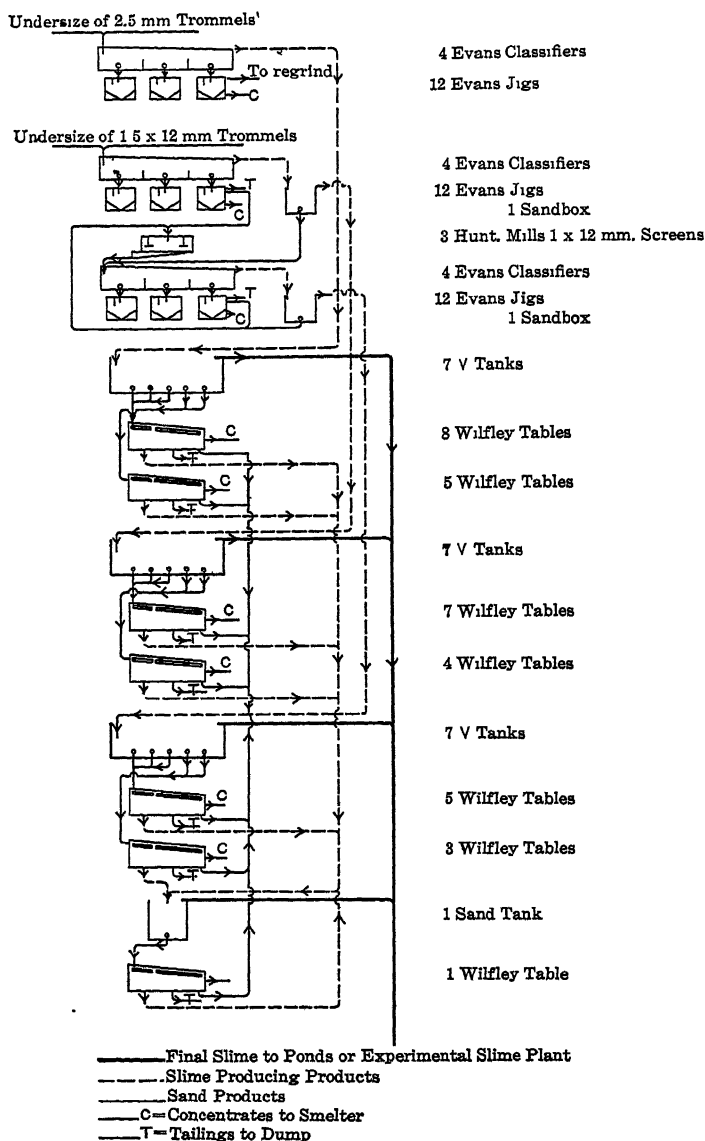 Undersize of 2.5 mm Trommels'
4 Evans Classifiers
To regrind
12 Evans Jigs
C
Undersize of 1 5 x 12 mm Trommels
4 Evans Classifiers
T
12 Evans Jigs
C
1 Sandbox
T T
3 Hunt. Mills 1 x 12 mm. Screens
4 Evans Classifiers
T
12 Evans Jigs
C
1 Sandbox
7 V Tanks
C
8 Wilfley Tables
T
C
5 Wilfley Tables
T
7 V Tanks
C
7 Wilfley Tables
T
C
4 Wilfley Tables
T
7 V Tanks
C
5 Wilfley Tables
T
C
3 Wilfley Tables
T
1 Sand Tank
C
1 Wilfley Table
T
Final Slime to Ponds or Experimental Slime Plant
Slime Producing Products
Sand Products
C=Concentrates to Smelter
T=Tailings to Dump